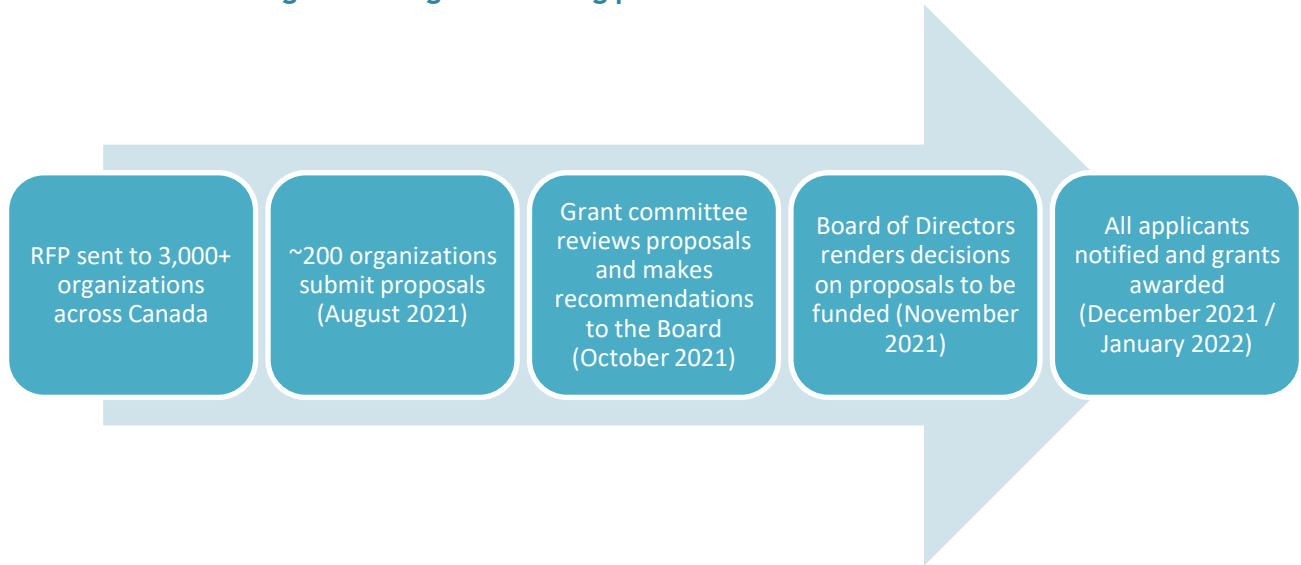 RFP sent to 3,000+
organizations
across Canada
~200 organizations
submit proposals
(August 2021)
Grant committee
reviews proposals
and makes
recommendations
to the Board
(October 2021)
Board of Directors
renders decisions
on proposals to be
funded (November
2021)
All applicants
notified and grants
awarded
(December 2021 /
January 2022)